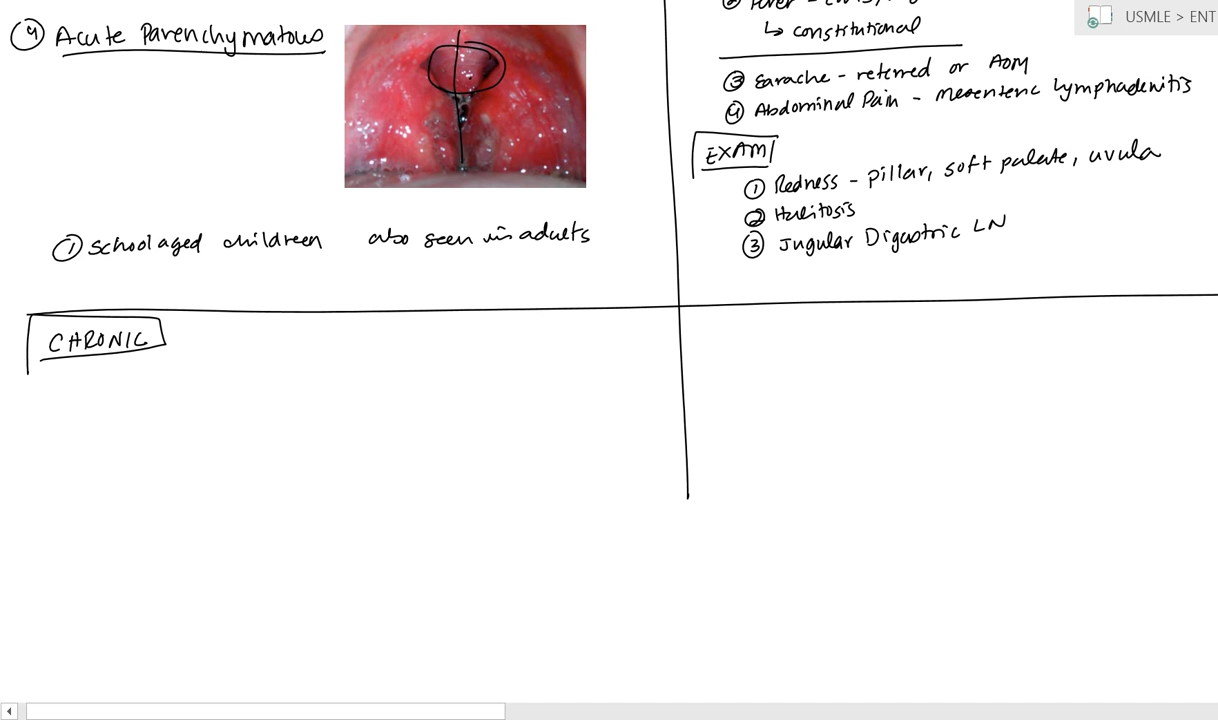 ④ Acute Parenchymatous
① school aged childreen also seen in adults
↳ constitutional
③ Earache - referred or AOM
④ Abdominal Pain - mesenteric lymphadenitis
EXAM
① Redness - pillar, soft palate, uvula
② Halitosis
③ Jugular Digastric LN
CHRONIC
USMLE > ENT